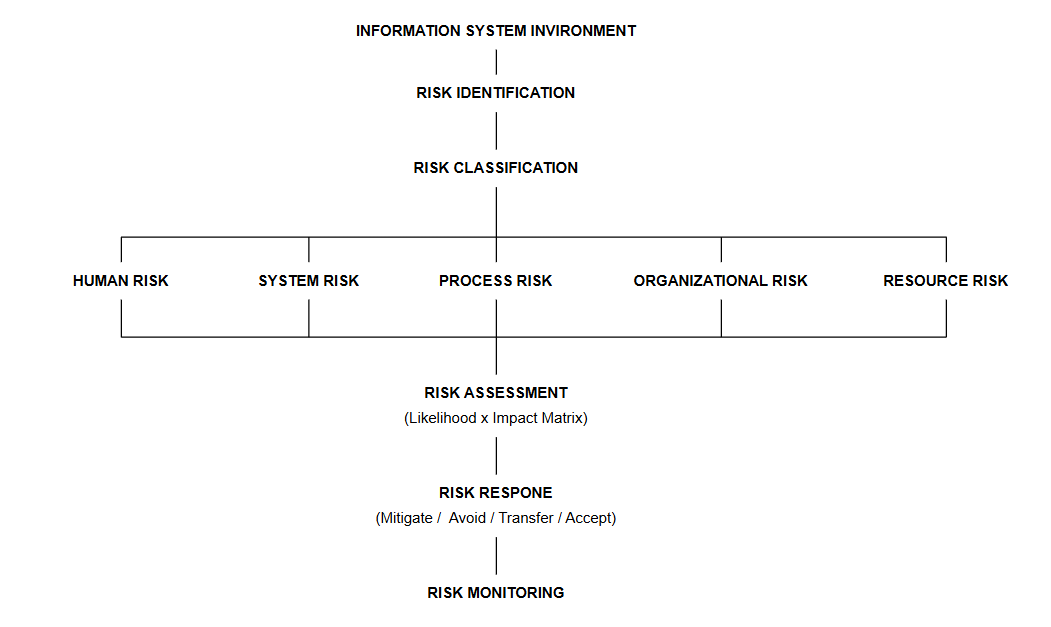 INFORMATION SYSTEM INVIRONMENT
RISK IDENTIFICATION
RISK CLASSIFICATION
HUMAN RISK
SYSTEM RISK
PROCESS RISK
ORGANIZATIONAL RISK
RESOURCE RISK
RISK ASSESSMENT
(Likelihood x Impact Matrix)
RISK RESPONE
(Mitigate /  Avoid / Transfer / Accept)
RISK MONITORING